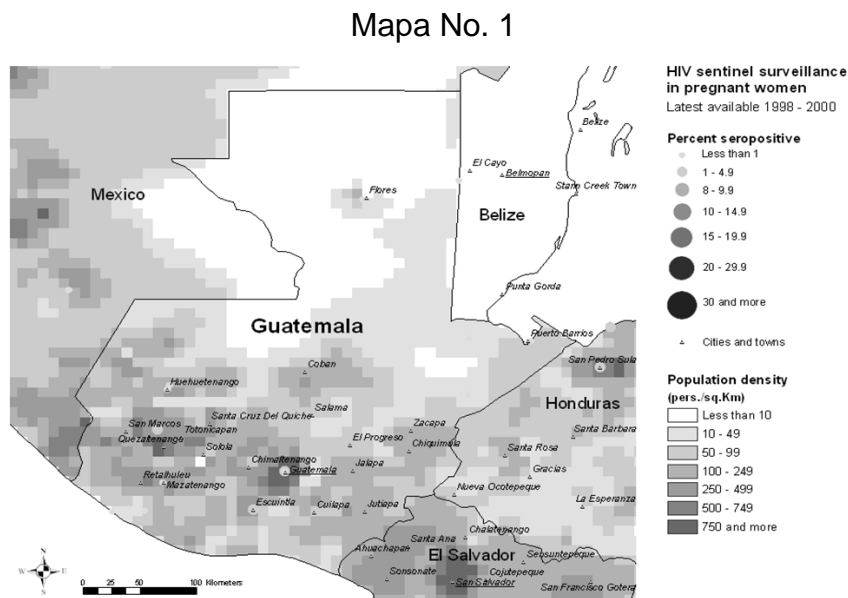 Mapa No. 1
HIV sentinel surveillance
in pregnant women
Latest available 1998 - 2000
Percent seropositive
Less than 1
1 - 4.9
8 - 9.9
10 - 14.9
15 - 19.9
20 - 29.9
30 and more
Cities and towns
Population density
(pers./sq.Km)
Less than 10
10 - 49
50 - 99
100 - 249
250 - 499
500 - 749
750 and more
Belize
El Cayo
Belmopan
Flores
Mexico
Stann Creek Town
Belize
Punta Gorda
Guatemala
Puerto Barrios
San Pedro Sula
Coban
Huehuetenango
Honduras
Santa Cruz Del Quiche
Salama
San Marcos
Totonicapan
Zacapa
Santa Barbara
Quezaltenango
El Progreso
Chiquimula
Solola
Santa Rosa
Chimaltenango
Guatemala
Jalapa
Gracias
Retalhuleu
Mazatenango
Nueva Ocotepeque
La Esperanza
Escuintla
Cuilapa
Jutiapa
Chalatenango
Santa Ana
Ahuachapan
El Salvador
Sensuntepeque
Sonsonate
Cojutepeque
San Salvador
San Francisco Gotera
N
W
E
S
0 25 50 100 Kilometers